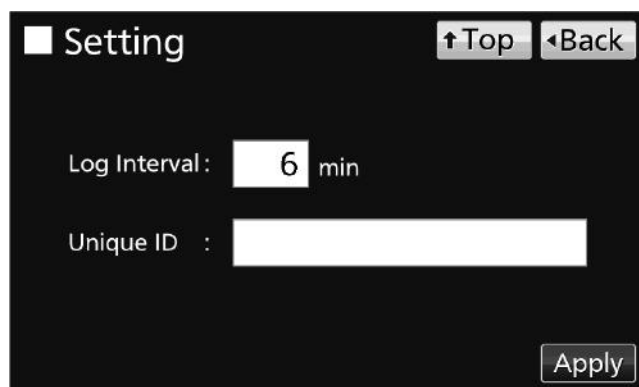 Setting
↑Top
◂Back
Log Interval: 6 min
Unique ID :
Apply